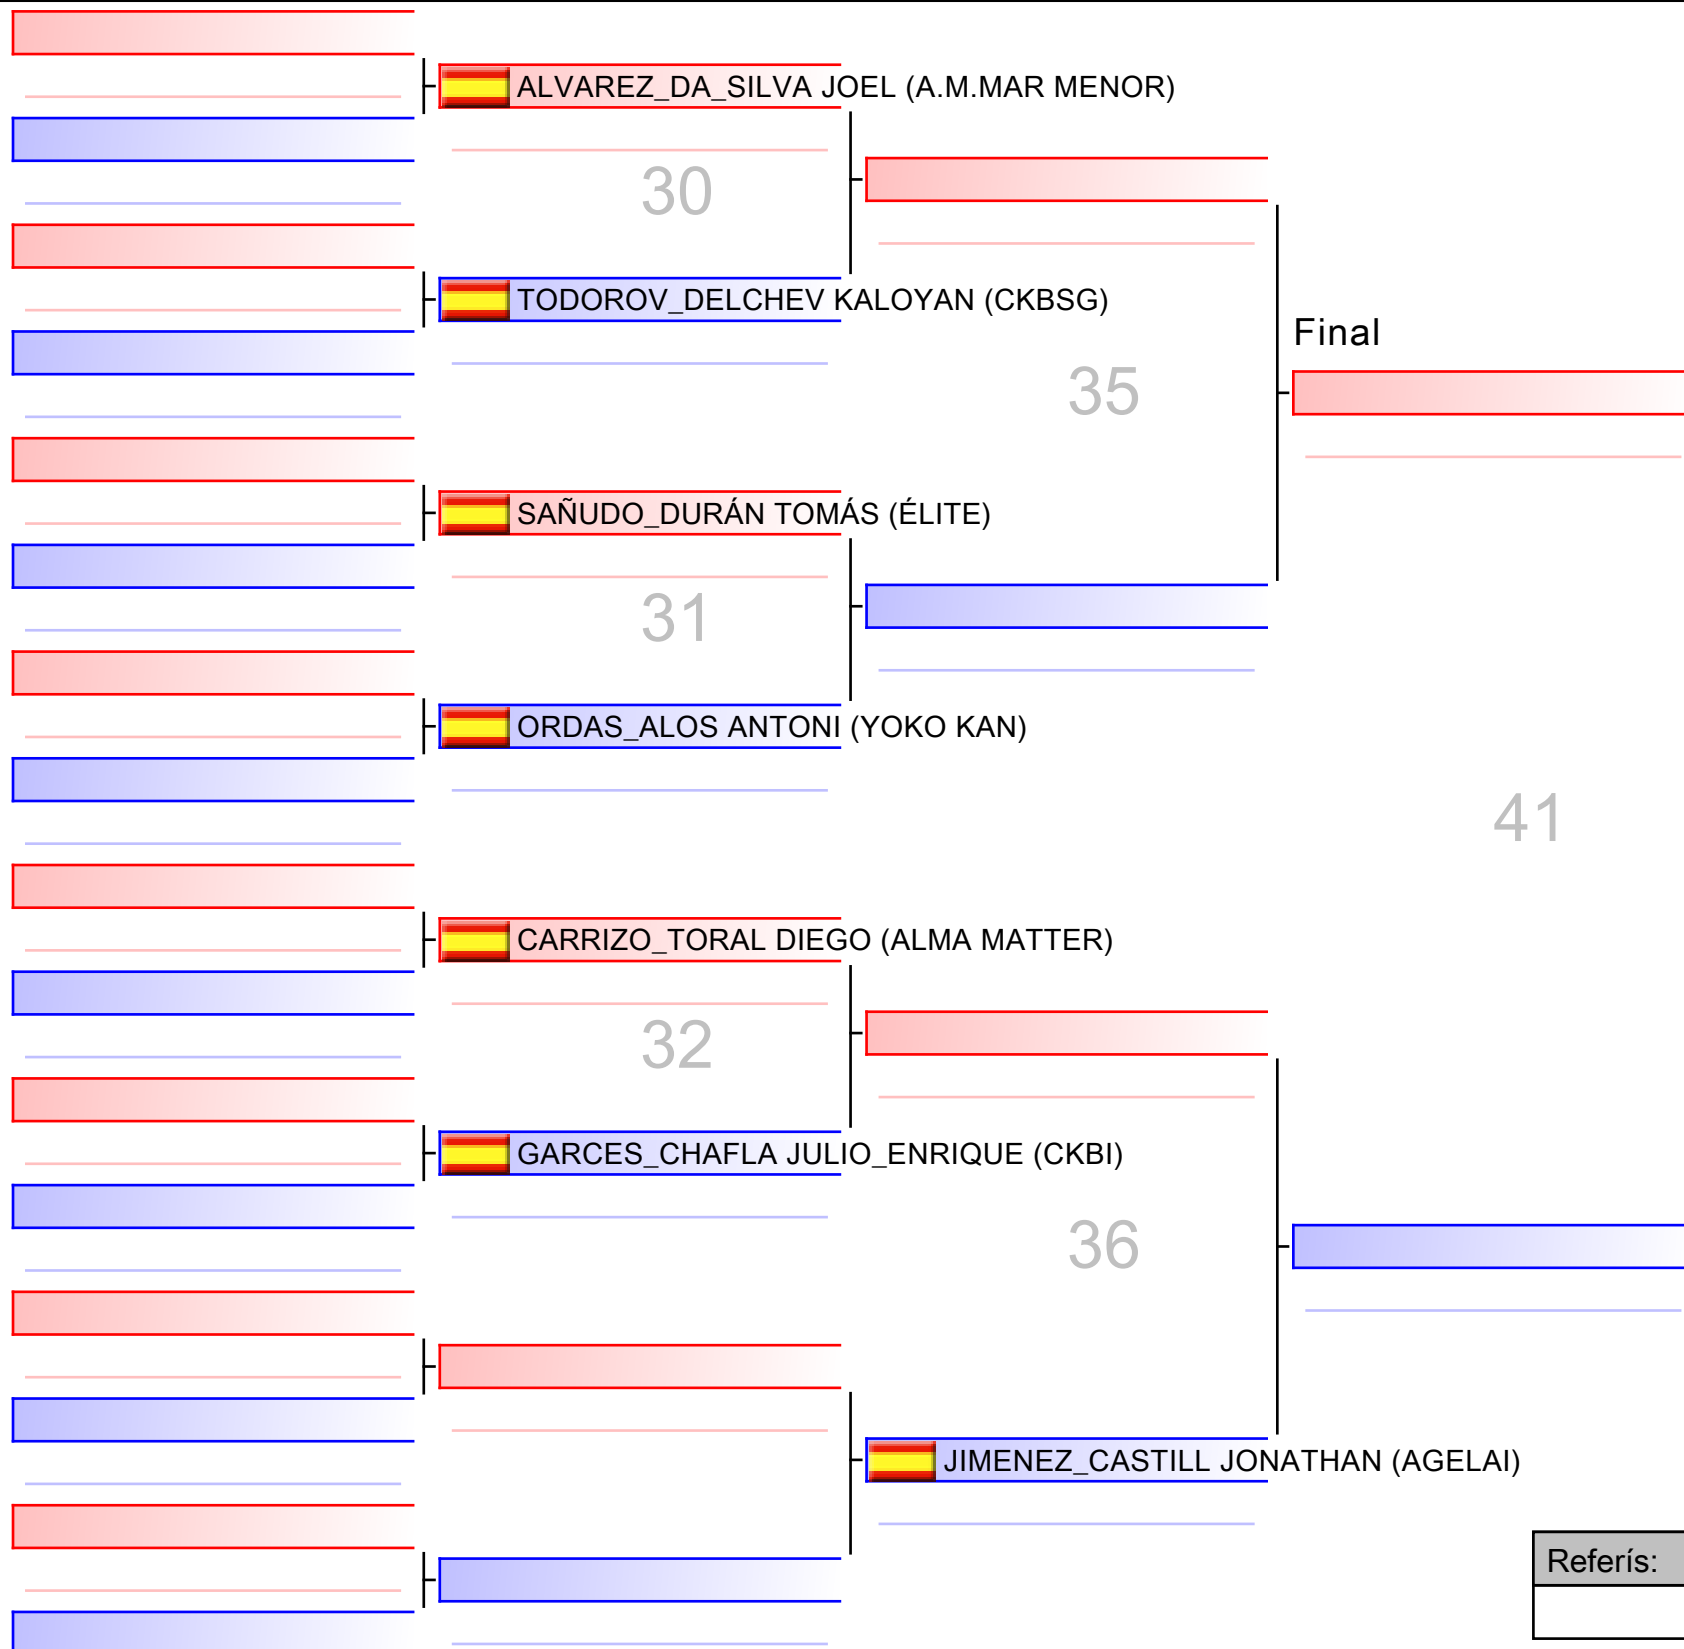 ALVAREZ_DA_SILVA JOEL (A.M.MAR MENOR)
30
TODOROV_DELCHEV KALOYAN (CKBSG)
Final
35
SAÑUDO_DURÁN TOMÁS (ÉLITE)
31
ORDAS_ALOS ANTONI (YOKO KAN)
41
CARRIZO_TORAL DIEGO (ALMA MATTER)
32
GARCES_CHAFLA JULIO_ENRIQUE (CKBI)
36
JIMENEZ_CASTILL JONATHAN (AGELAI)
Referís: